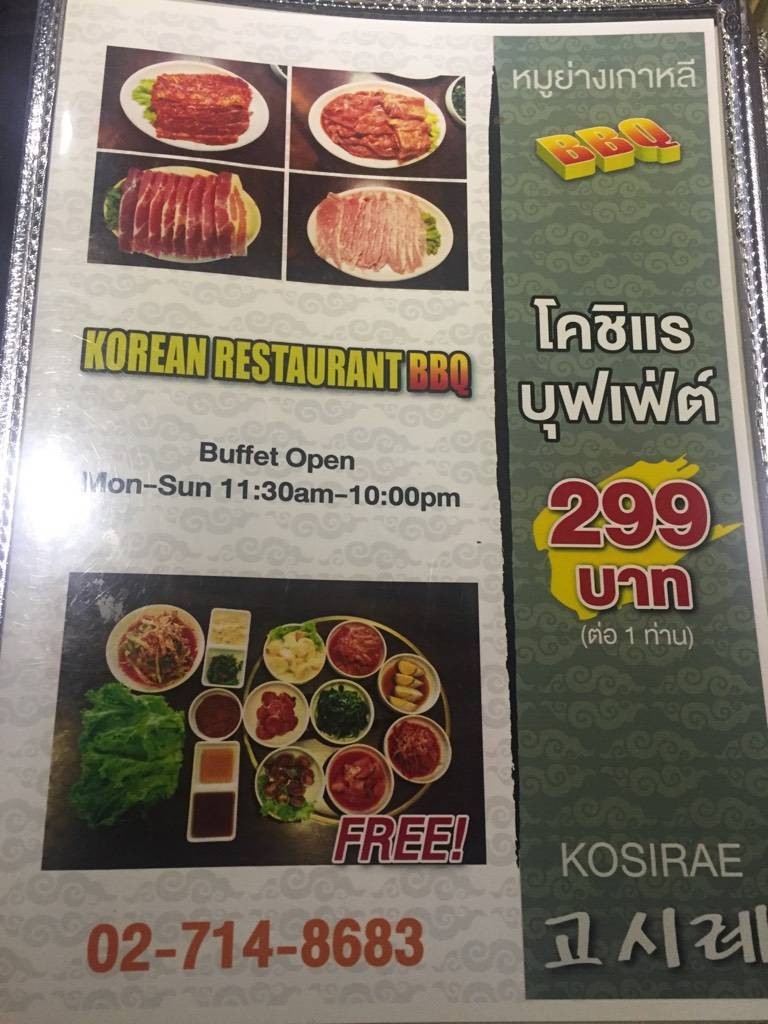 KOREAN RESTAURANT BBQ
Buffet Open
Mon-Sun 11:30am-10:00pm
FREE!
02-714-8683
หมูย่างเกาหลี
BBQ
โคชิแร
บุฟเฟ่ต์
299
บาท
(ต่อ 1 ท่าน)
KOSIRAE
고시레